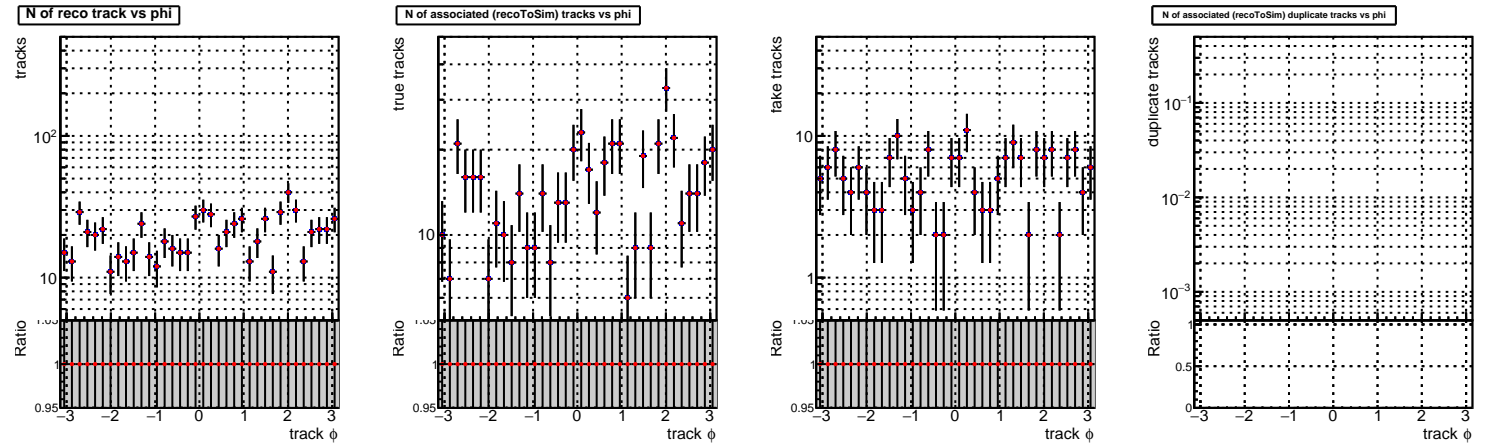 N of reco track vs phi
tracks
10²
10
Ratio
1
0.95
−3 −2 −1 0 1 2 3
track ϕ
N of associated (recoToSim) tracks vs phi
true tracks
10
Ratio
1
0.95
−3 −2 −1 0 1 2 3
track ϕ
fake tracks
10
1
Ratio
1
0.95
−3 −2 −1 0 1 2 3
track ϕ
N of associated (recoToSim) duplicate tracks vs phi
duplicate tracks
10⁻¹
10⁻²
10⁻³
Ratio
1
0.5
0
−3 −2 −1 0 1 2 3
track ϕ